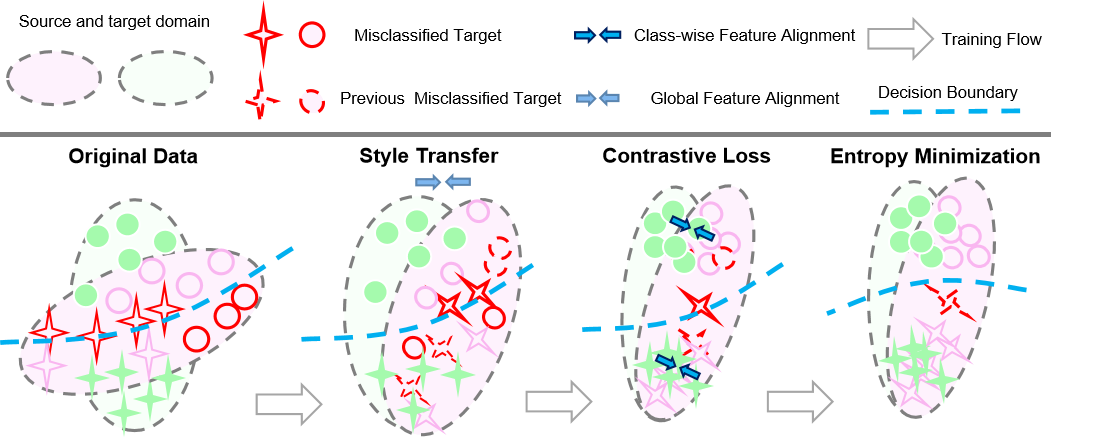 Source and target domain
Misclassified Target
Class-wise Feature Alignment
Training Flow
Previous Misclassified Target
Global Feature Alignment
Decision Boundary
Original Data
Style Transfer
Contrastive Loss
Entropy Minimization